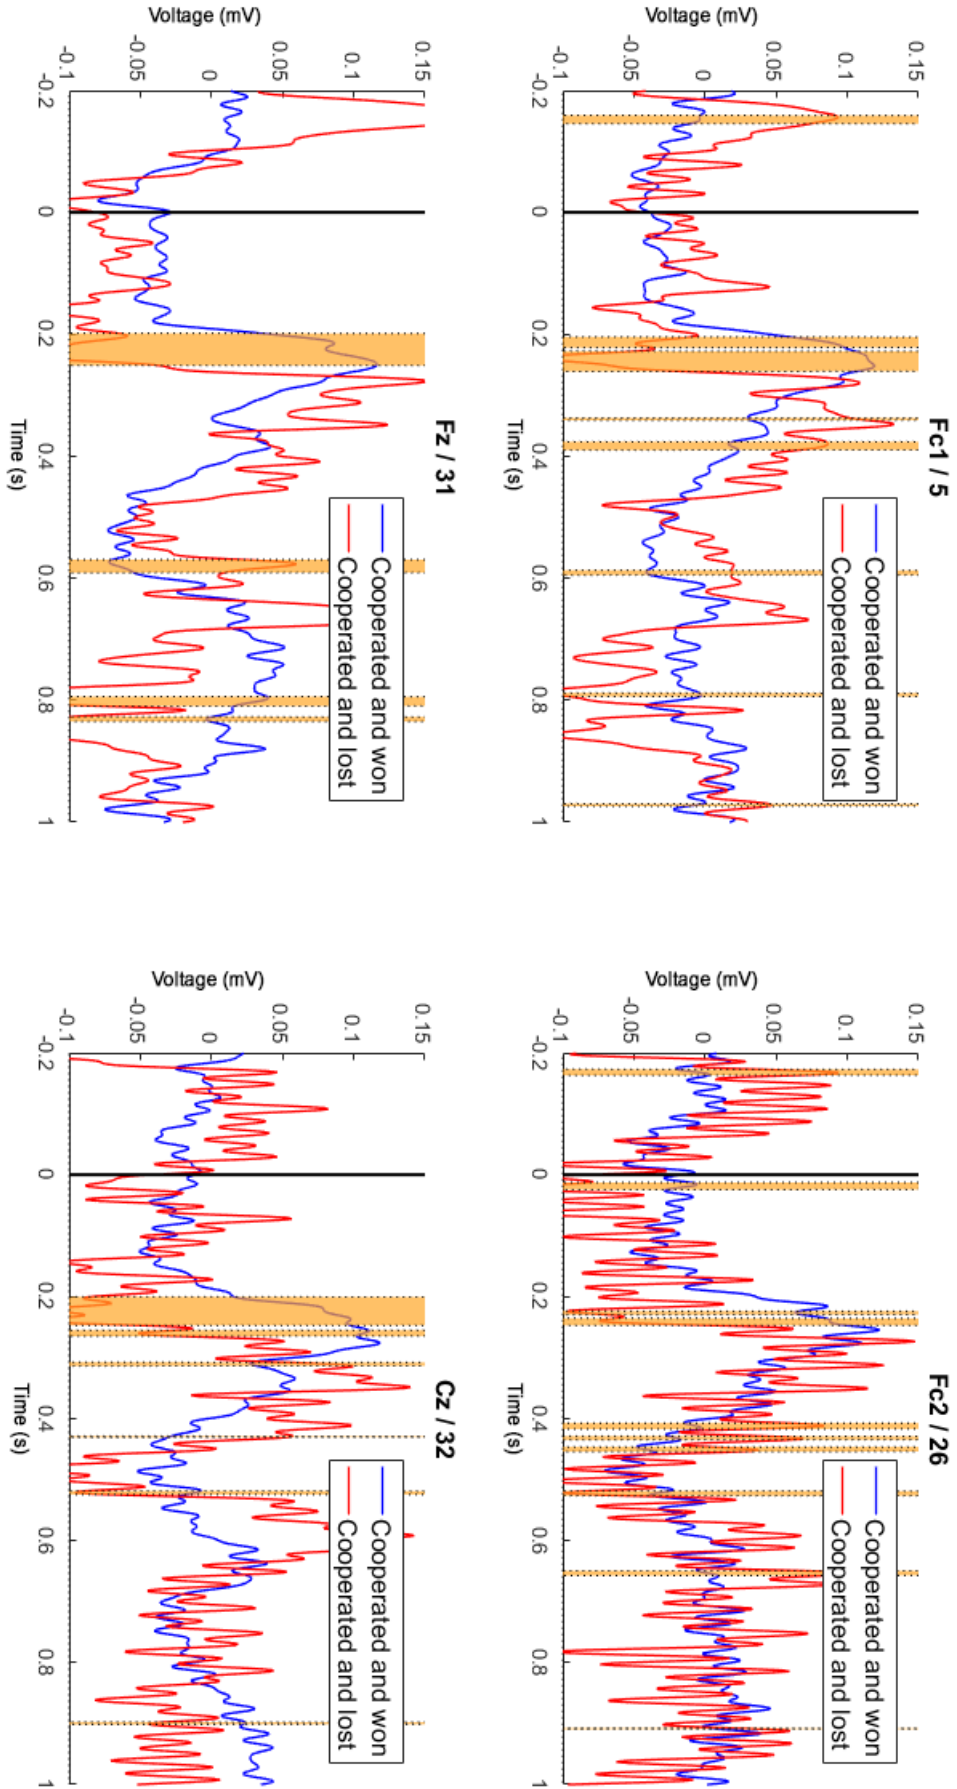 Fc1 / 5
Voltage (mV)
0.15
0.1
0.05
0
-0.05
-0.1
-0.2
0
0.2
0.4
0.6
0.8
1
Time (s)
Cooperated and won
Cooperated and lost
Fc2 / 26
Voltage (mV)
0.15
0.1
0.05
0
-0.05
-0.1
-0.2
0
0.2
0.4
0.6
0.8
1
Time (s)
Cooperated and won
Cooperated and lost
Fz / 31
Voltage (mV)
0.15
0.1
0.05
0
-0.05
-0.1
-0.2
0
0.2
0.4
0.6
0.8
1
Time (s)
Cooperated and won
Cooperated and lost
Cz / 32
Voltage (mV)
0.15
0.1
0.05
0
-0.05
-0.1
-0.2
0
0.2
0.4
0.6
0.8
1
Time (s)
Cooperated and won
Cooperated and lost